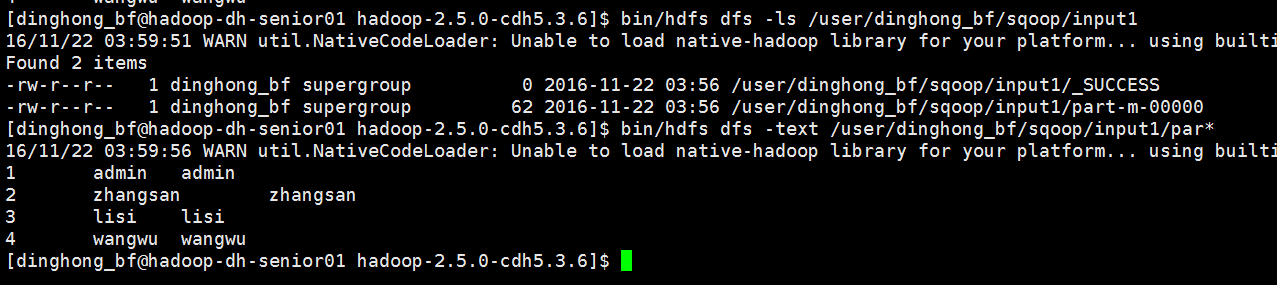 [dinghong_bf@hadoop-dh-senior01 hadoop-2.5.0-cdh5.3.6]$ bin/hdfs dfs -ls /user/dinghong_bf/sqoop/input1
16/11/22 03:59:51 WARN util.NativeCodeLoader: Unable to load native-hadoop library for your platform... using builti
Found 2 items
-rw-r--r--   1 dinghong_bf supergroup          0 2016-11-22 03:56 /user/dinghong_bf/sqoop/input1/_SUCCESS
-rw-r--r--   1 dinghong_bf supergroup         62 2016-11-22 03:56 /user/dinghong_bf/sqoop/input1/part-m-00000
[dinghong_bf@hadoop-dh-senior01 hadoop-2.5.0-cdh5.3.6]$ bin/hdfs dfs -text /user/dinghong_bf/sqoop/input1/par*
16/11/22 03:59:56 WARN util.NativeCodeLoader: Unable to load native-hadoop library for your platform... using builti
1       admin   admin
2       zhangsan        zhangsan
3       lisi    lisi
4       wangwu  wangwu
[dinghong_bf@hadoop-dh-senior01 hadoop-2.5.0-cdh5.3.6]$